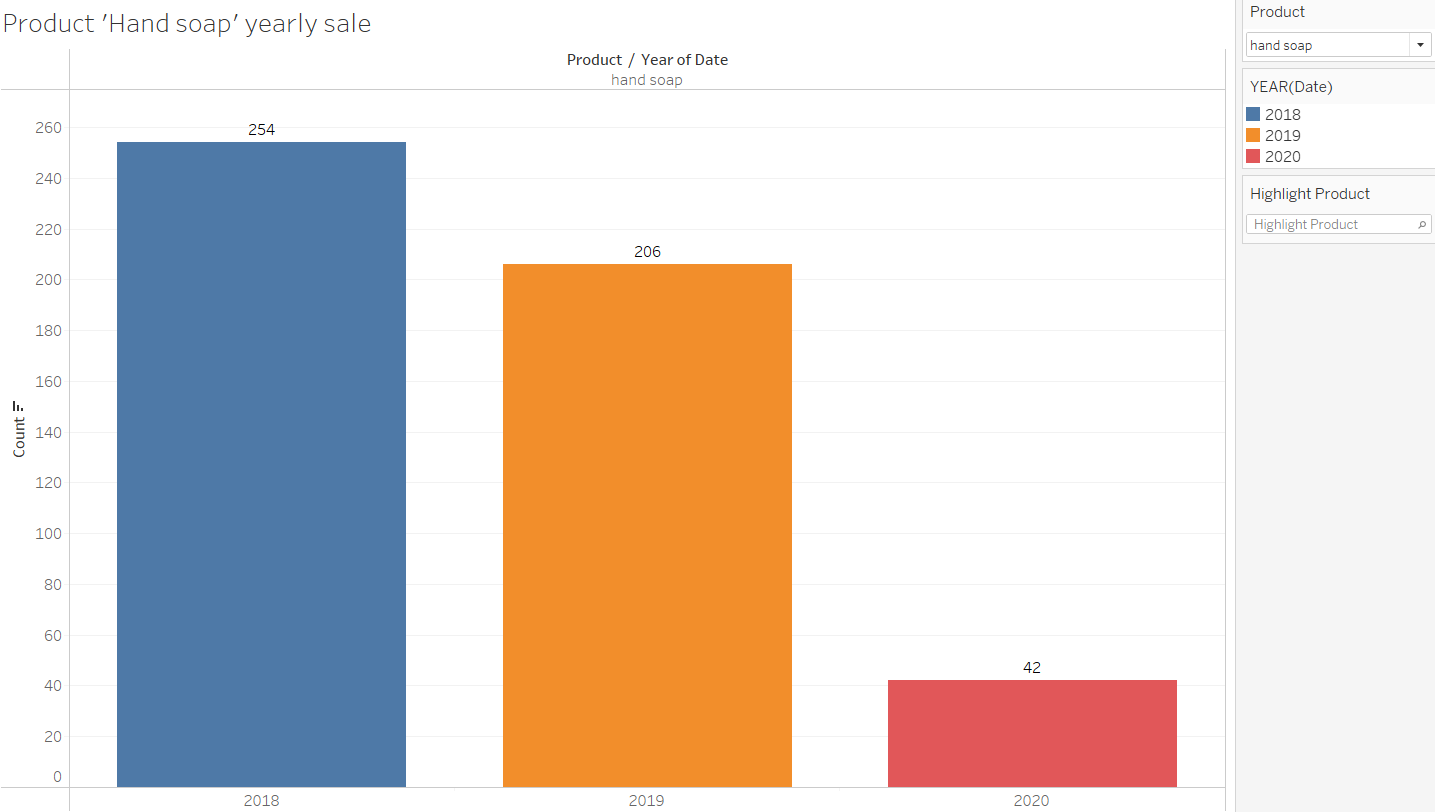 Product 'Hand soap' yearly sale
Product / Year of Date
hand soap
260
240
220
200
180
160
140
120
100
80
60
40
20
0
Count
254
206
42
2018
2019
2020
Product
hand soap
YEAR(Date)
2018
2019
2020
Highlight Product
Highlight Product